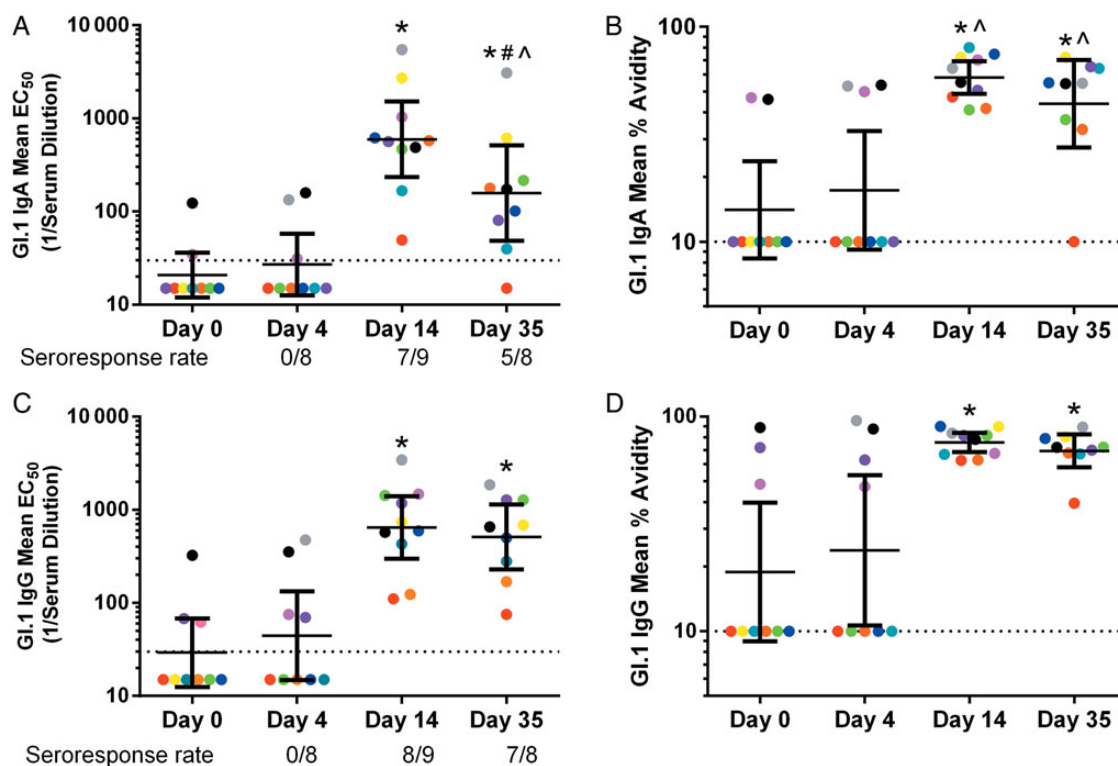 A
GI.1 IgA Mean EC50
(1/Serum Dilution)
10 000
1000
100
10
*
* # ^
Day 0 Day 4 Day 14 Day 35
Seroresponse rate 0/8 7/9 5/8
B
GI.1 IgA Mean % Avidity
100
10
* ^
* ^
Day 0 Day 4 Day 14 Day 35
C
GI.1 IgG Mean EC50
(1/Serum Dilution)
10 000
1000
100
10
*
*
Day 0 Day 4 Day 14 Day 35
Seroresponse rate 0/8 8/9 7/8
D
GI.1 IgG Mean % Avidity
100
10
*
*
Day 0 Day 4 Day 14 Day 35